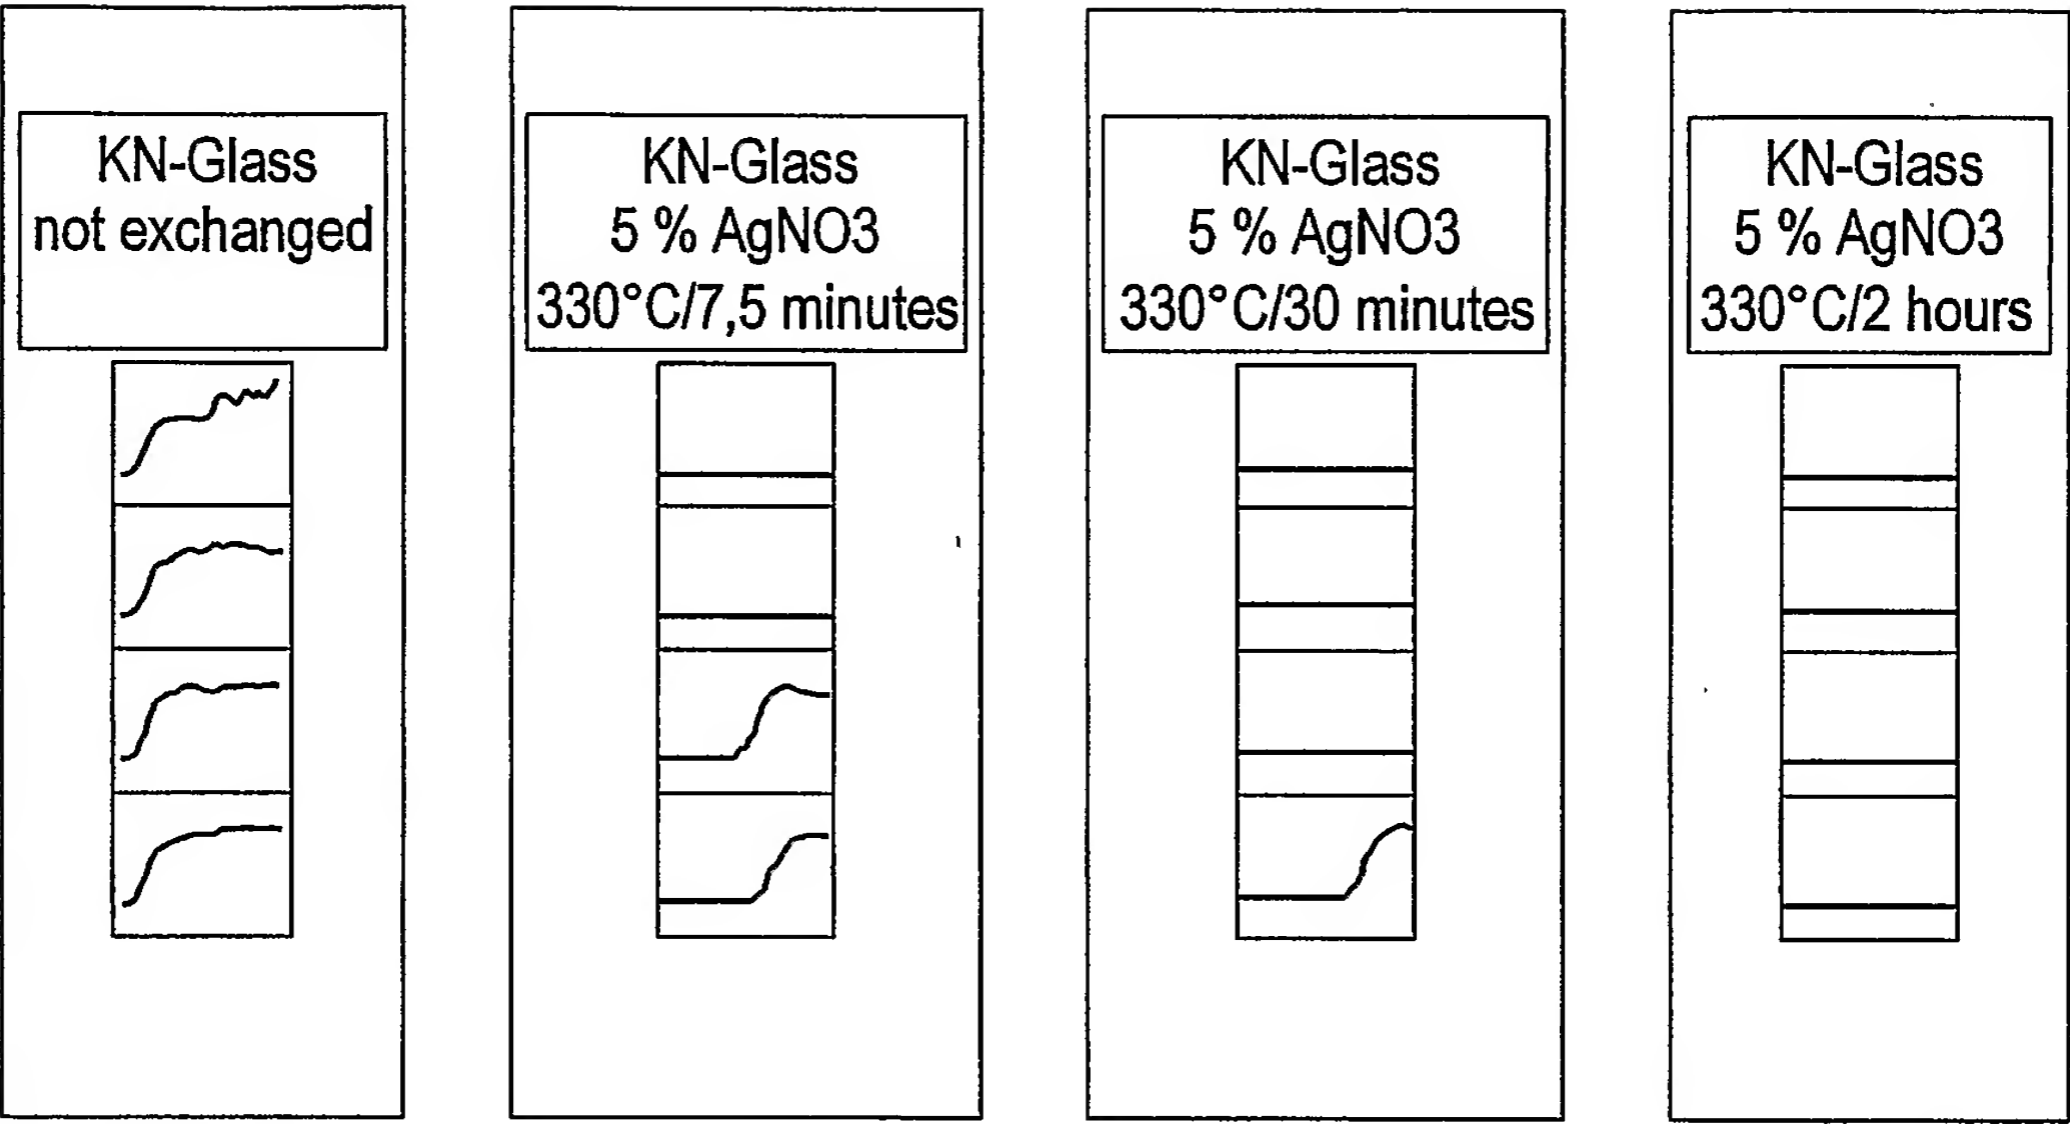 KN-Glass
not exchanged
KN-Glass
5 % AgNO3
330°C/7,5 minutes
KN-Glass
5 % AgNO3
330°C/30 minutes
KN-Glass
5 % AgNO3
330°C/2 hours